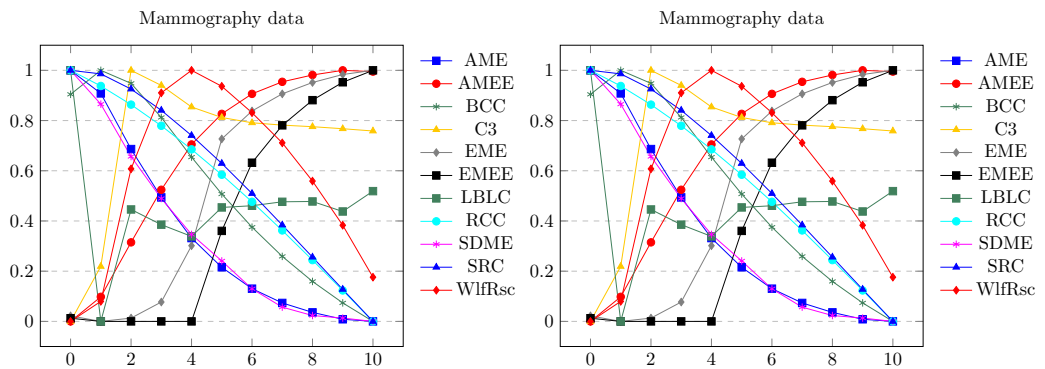 Mammography data
1
0.8
0.6
0.4
0.2
0
0 2 4 6 8 10
AME
AMEE
BCC
C3
EME
EMEE
LBLC
RCC
SDME
SRC
WlfRsc
Mammography data
1
0.8
0.6
0.4
0.2
0
0 2 4 6 8 10
AME
AMEE
BCC
C3
EME
EMEE
LBLC
RCC
SDME
SRC
WlfRsc